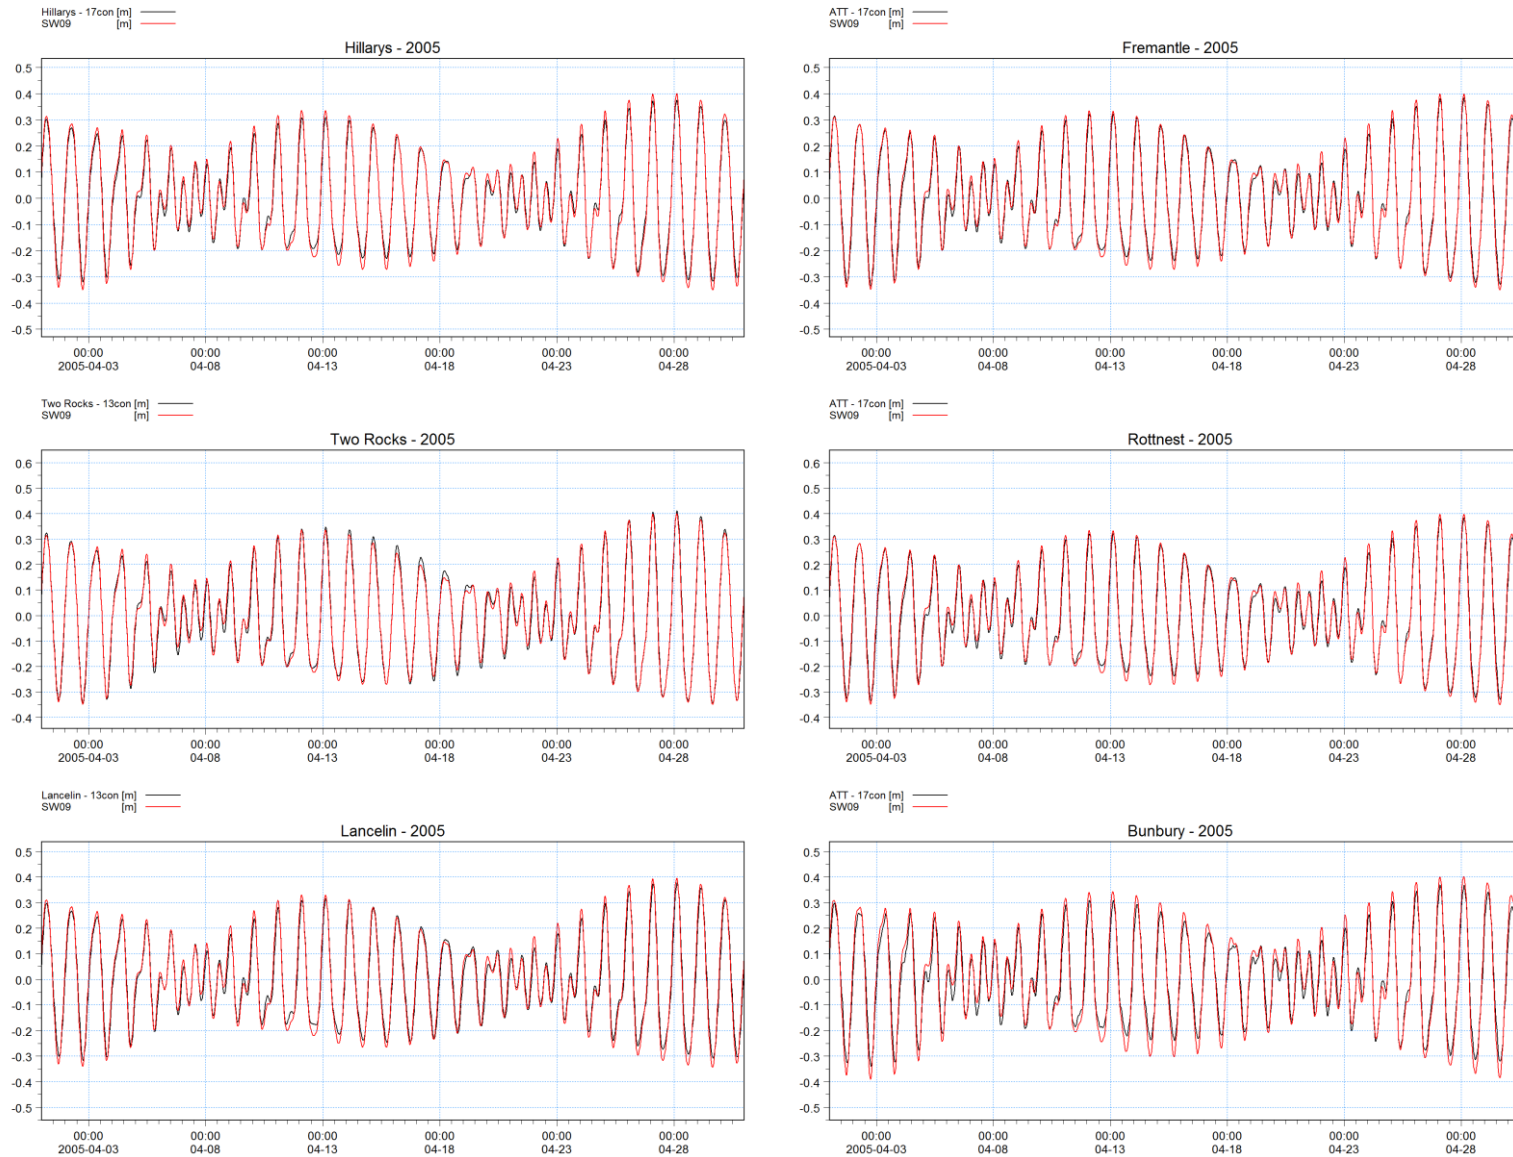 Hillarys - 17con [m]
SW09 [m]
Hillarys - 2005
0.5
0.4
0.3
0.2
0.1
0.0
-0.1
-0.2
-0.3
-0.4
-0.5
00:00 00:00 00:00 00:00 00:00 00:00
2005-04-03 04-08 04-13 04-18 04-23 04-28
ATT - 17con [m]
SW09 [m]
Fremantle - 2005
0.5
0.4
0.3
0.2
0.1
0.0
-0.1
-0.2
-0.3
-0.4
-0.5
00:00 00:00 00:00 00:00 00:00 00:00
2005-04-03 04-08 04-13 04-18 04-23 04-28
Two Rocks - 13con [m]
SW09 [m]
Two Rocks - 2005
0.6
0.5
0.4
0.3
0.2
0.1
0.0
-0.1
-0.2
-0.3
-0.4
00:00 00:00 00:00 00:00 00:00 00:00
2005-04-03 04-08 04-13 04-18 04-23 04-28
ATT - 17con [m]
SW09 [m]
Rottnest - 2005
0.6
0.5
0.4
0.3
0.2
0.1
0.0
-0.1
-0.2
-0.3
-0.4
00:00 00:00 00:00 00:00 00:00 00:00
2005-04-03 04-08 04-13 04-18 04-23 04-28
Lancelin - 13con [m]
SW09 [m]
Lancelin - 2005
0.5
0.4
0.3
0.2
0.1
0.0
-0.1
-0.2
-0.3
-0.4
-0.5
00:00 00:00 00:00 00:00 00:00 00:00
2005-04-03 04-08 04-13 04-18 04-23 04-28
ATT - 17con [m]
SW09 [m]
Bunbury - 2005
0.5
0.4
0.3
0.2
0.1
0.0
-0.1
-0.2
-0.3
-0.4
-0.5
00:00 00:00 00:00 00:00 00:00 00:00
2005-04-03 04-08 04-13 04-18 04-23 04-28